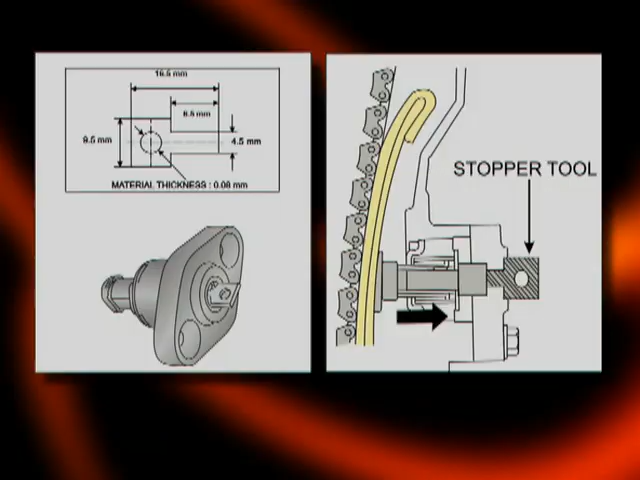 16.5 mm
8.5 mm
9.5 mm
4.5 mm
MATERIAL THICKNESS : 0.08 mm
STOPPER TOOL